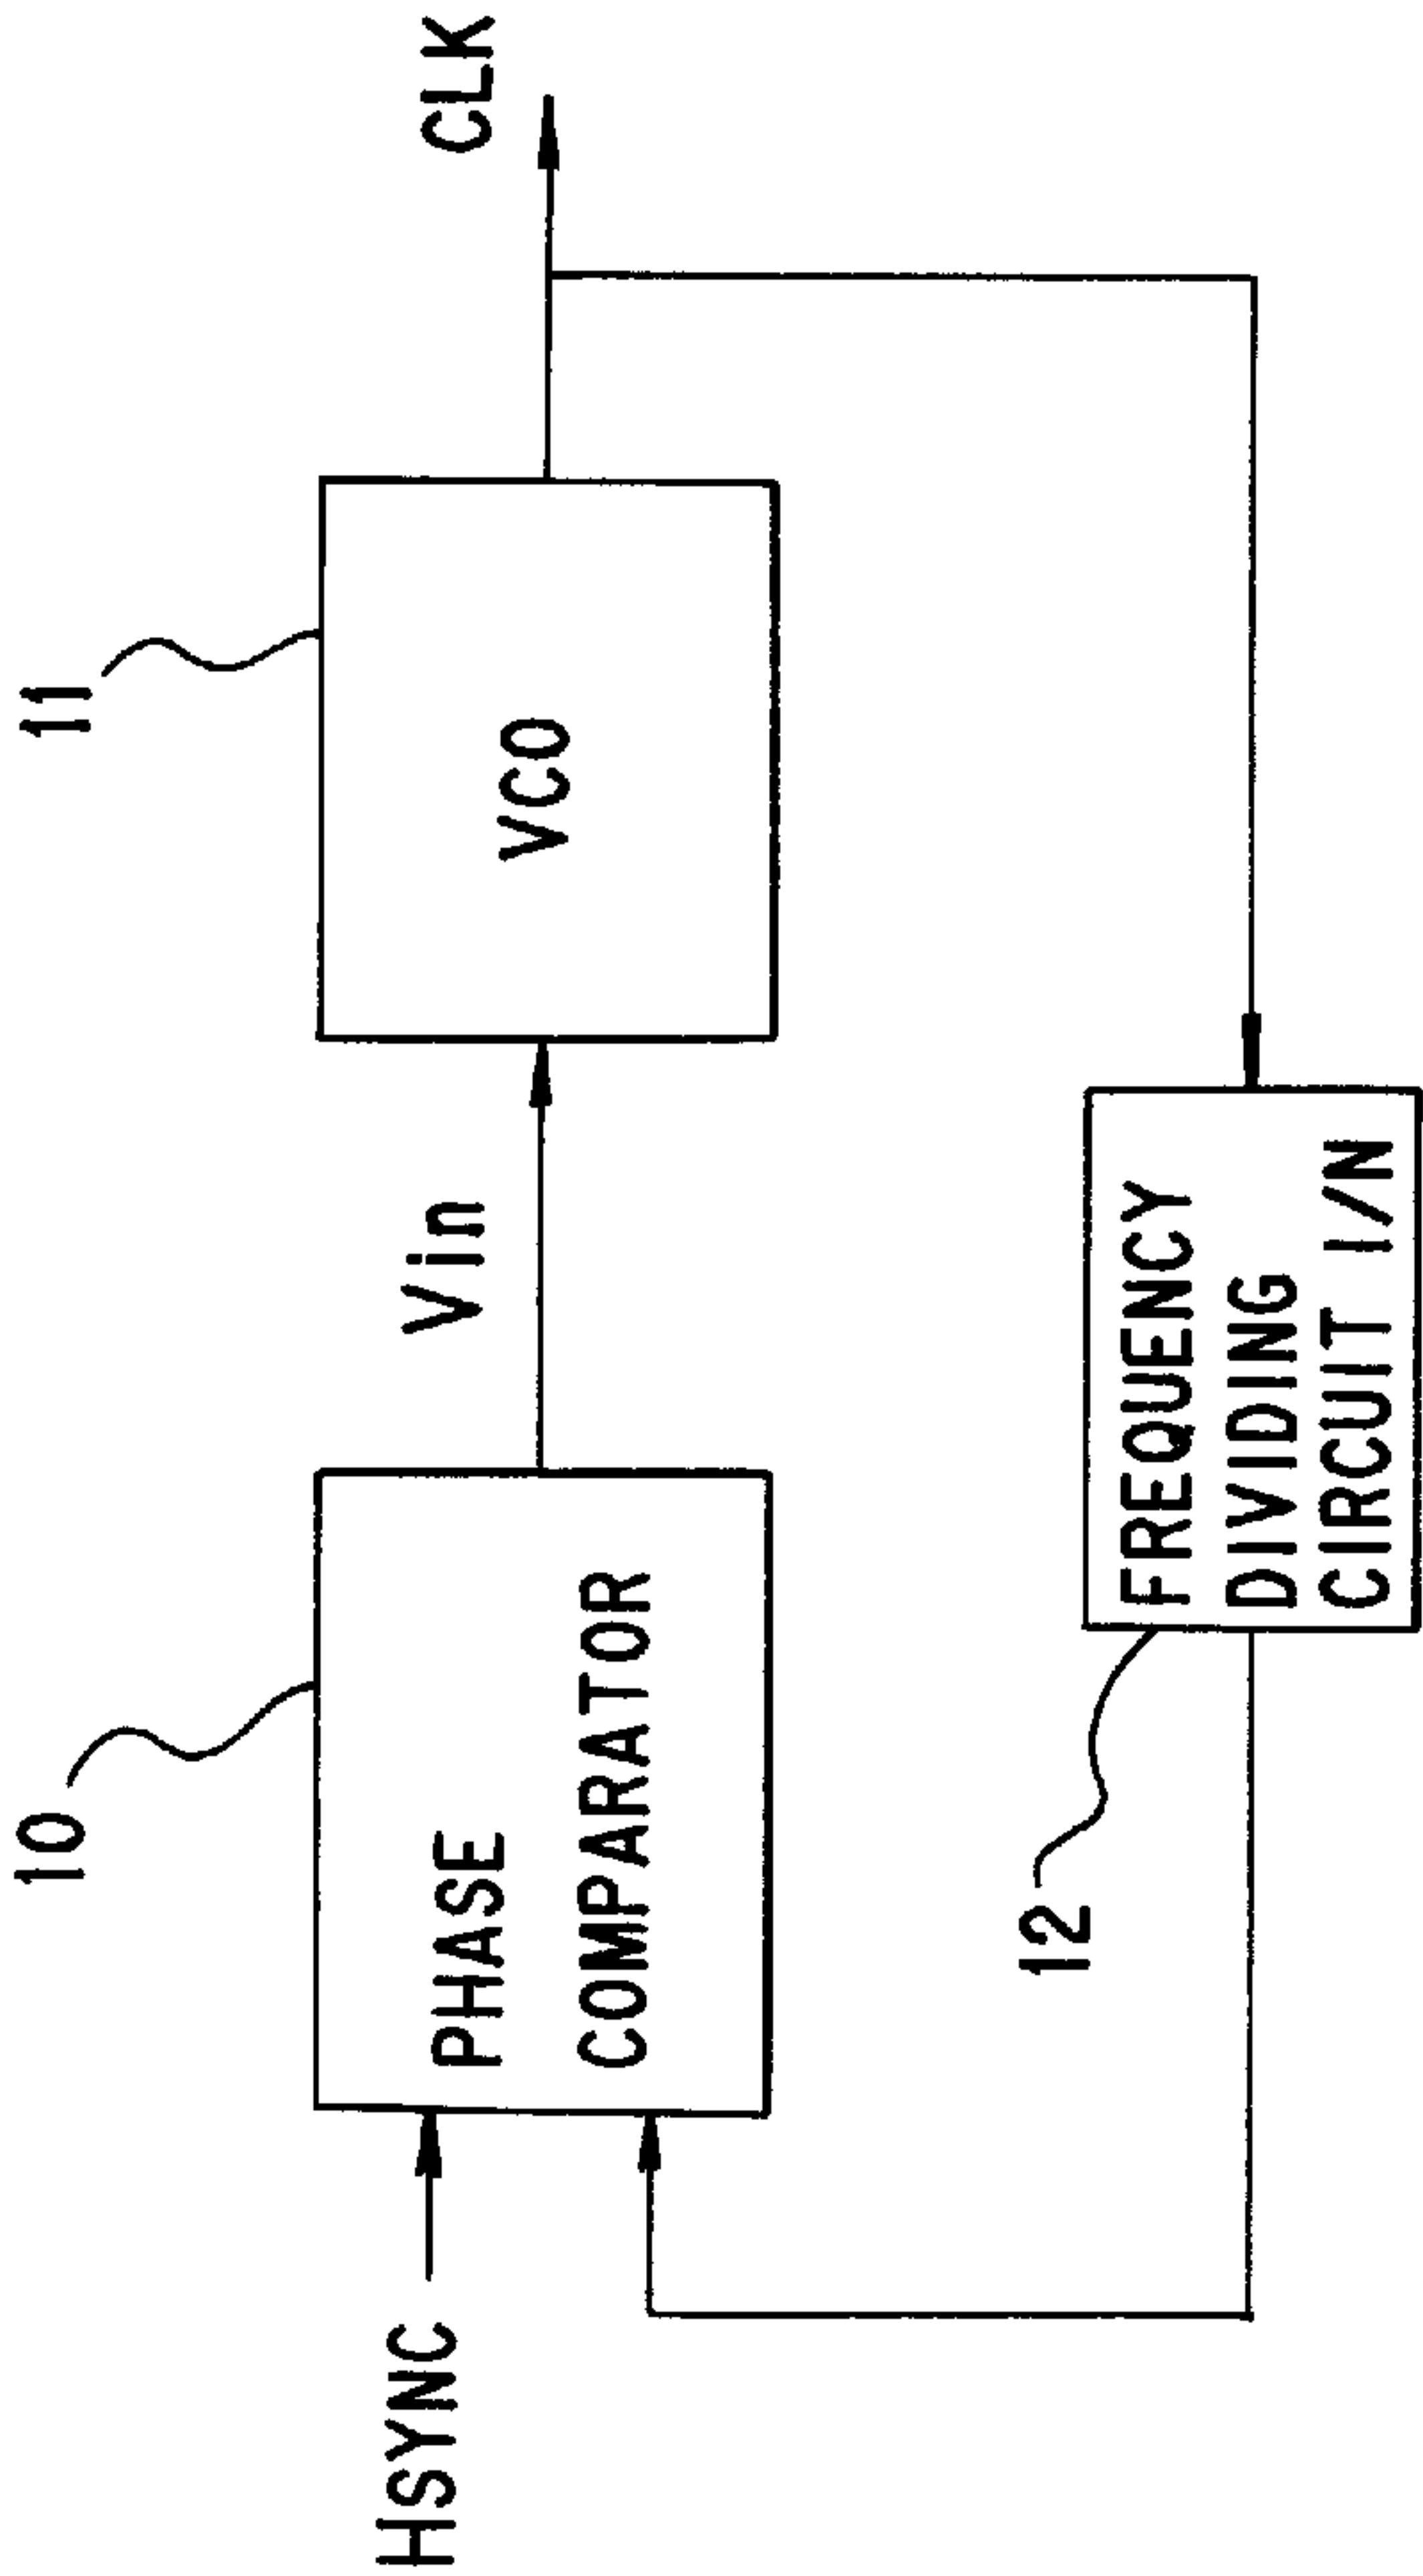 10
11
HSYNC
PHASE
COMPARATOR
Vin
VCO
CLK
12
FREQUENCY
DIVIDING
CIRCUIT 1/N